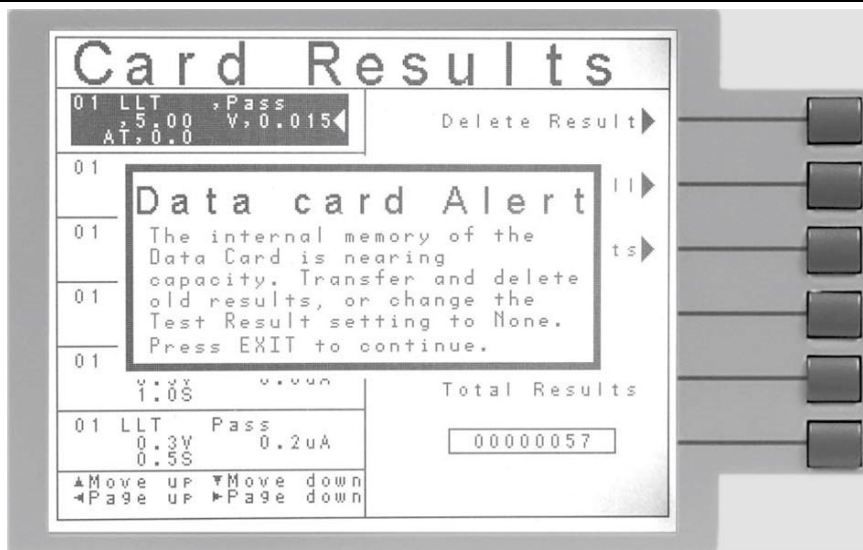 Card Results
01 LLT ,Pass
,5.00 V,0.015
AT,0.0
Delete Result
01
ll
Data card Alert
The internal memory of the
Data Card is nearing
capacity. Transfer and delete
old results, or change the
Test Result setting to None.
Press EXIT to continue.
01
ts
01
01
1.0S
Total Results
01 LLT Pass
0.3V 0.2uA
0.5S
00000057
▲Move up ▼Move down
◄Page up ►Page down